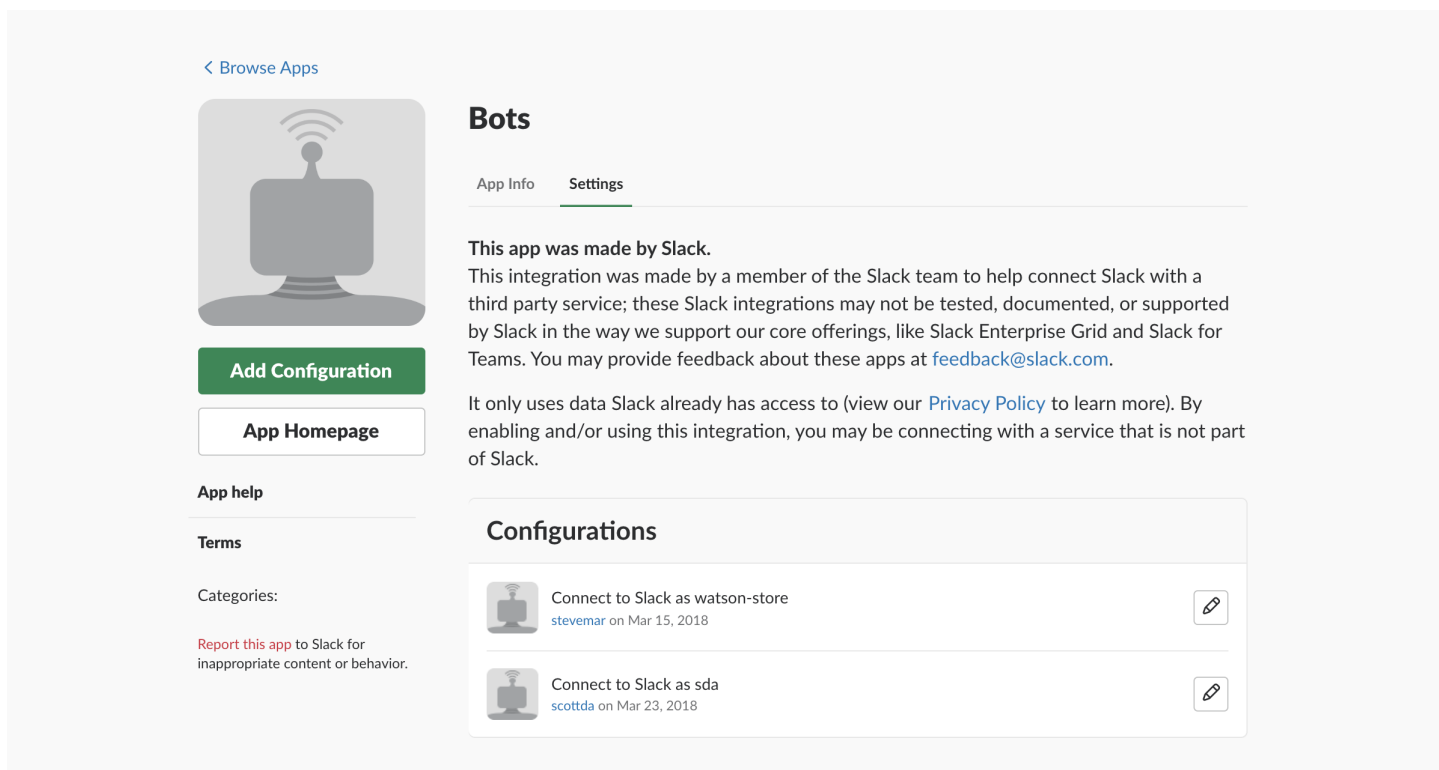 Browse Apps
Bots
App Info
Settings
This app was made by Slack.
This integration was made by a member of the Slack team to help connect Slack with a
third party service; these Slack integrations may not be tested, documented, or supported
by Slack in the way we support our core offerings, like Slack Enterprise Grid and Slack for
Teams. You may provide feedback about these apps at feedback@slack.com.
It only uses data Slack already has access to (view our Privacy Policy to learn more). By
enabling and/or using this integration, you may be connecting with a service that is not part
of Slack.
Add Configuration
App Homepage
App help
Terms
Categories:
Report this app to Slack for
inappropriate content or behavior.
Configurations
Connect to Slack as watson-store
stevemar on Mar 15, 2018
Connect to Slack as sda
scottda on Mar 23, 2018